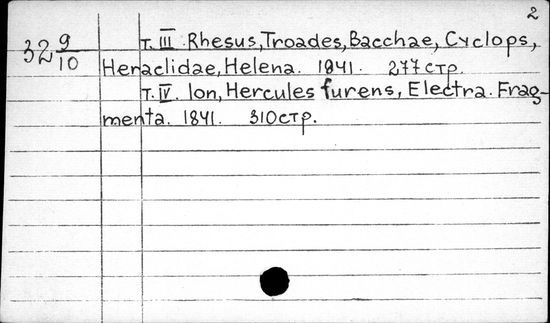 2
32 9/10
т. III. Rhesus, Troades, Bacchae, Cyclops,
Heraclidae, Helena. 1841. 277 стр.
т. IV. Ion, Hercules furens, Electra. Frag-
menta. 1841. 310 стр.